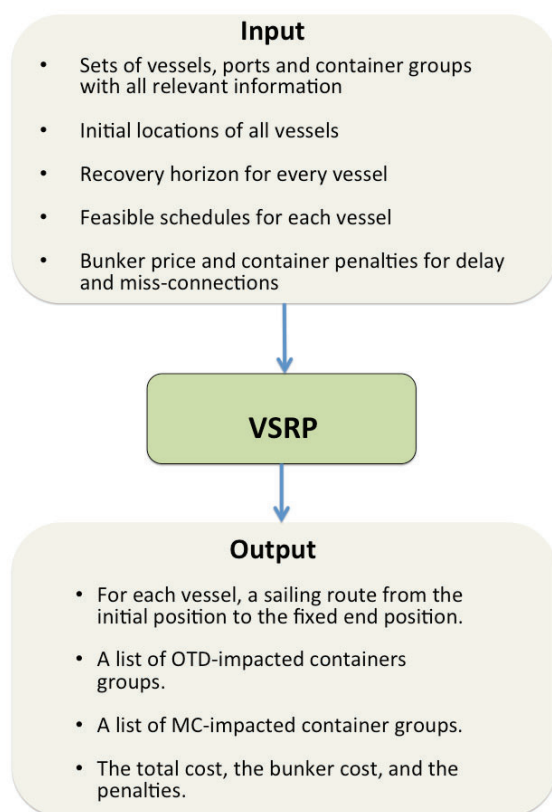 Input
• Sets of vessels, ports and container groups
with all relevant information
• Initial locations of all vessels
• Recovery horizon for every vessel
• Feasible schedules for each vessel
• Bunker price and container penalties for delay
and miss-connections
VSRP
Output
• For each vessel, a sailing route from the
initial position to the fixed end position.
• A list of OTD-impacted containers
groups.
• A list of MC-impacted container groups.
• The total cost, the bunker cost, and the
penalties.